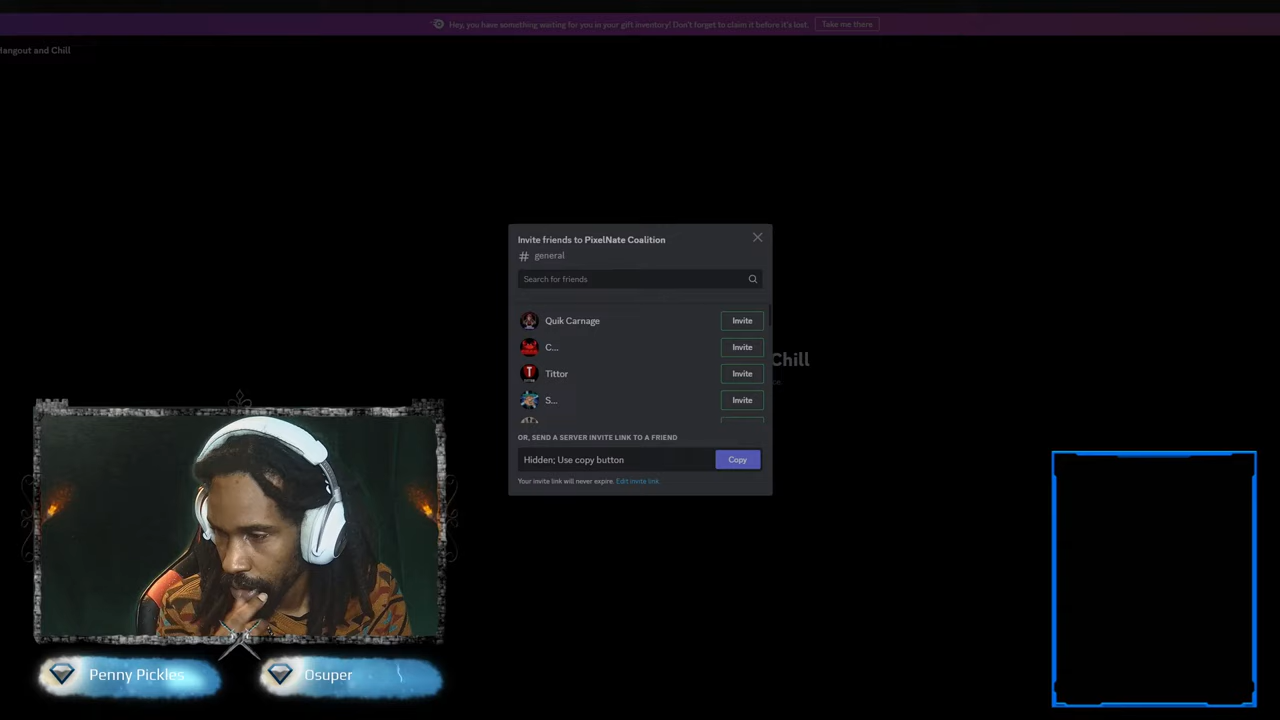 Hey, you have something waiting for you in your gift inventory! Don't forget to claim it before it's lost.
Take me there
Hangout and Chill
Invite friends to PixelNate Coalition
# general
Search for friends
Quik Carnage
Invite
C...
Invite
Tittor
Invite
S...
Invite
Chill
OR, SEND A SERVER INVITE LINK TO A FRIEND
Hidden; Use copy button
Copy
Your invite link will never expire. Edit invite link.
Penny Pickles
Osuper